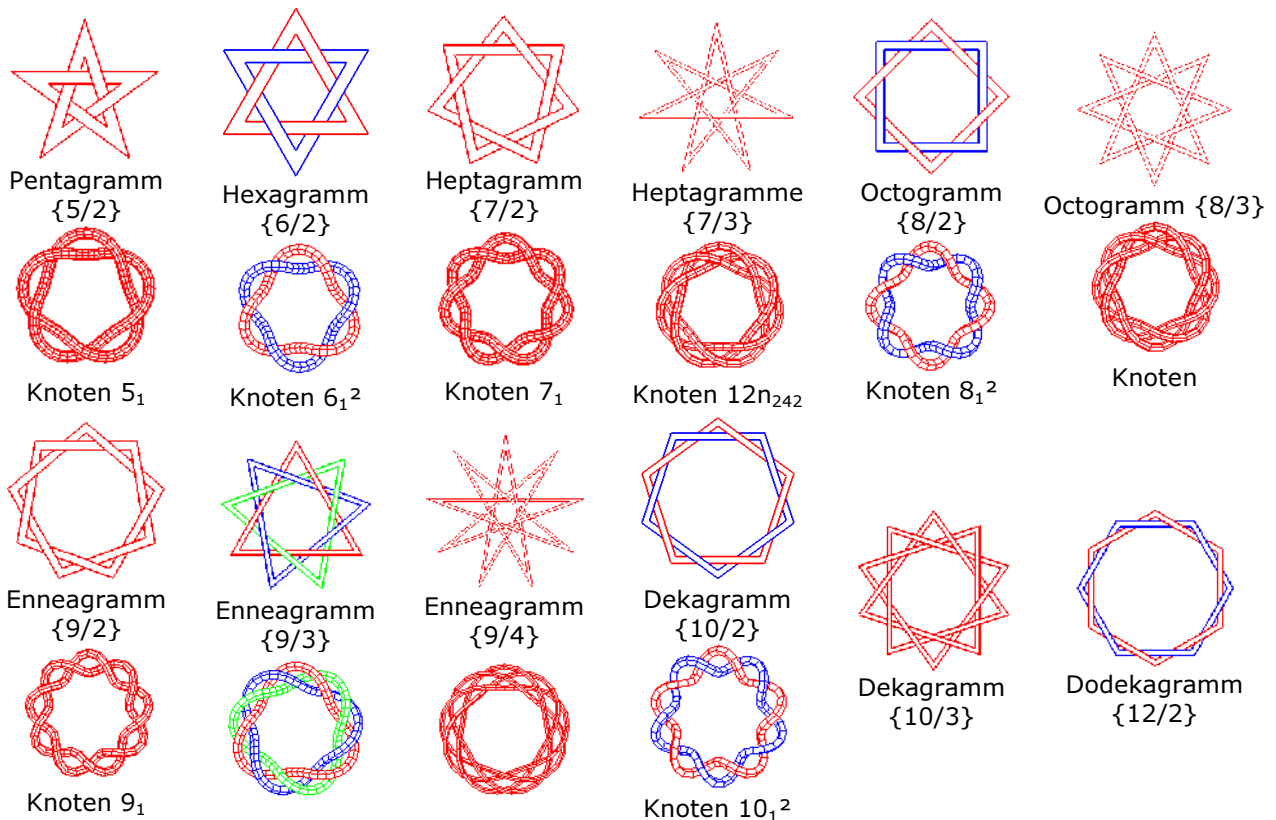 Pentagramm
{5/2}
Hexagramm
{6/2}
Heptagramm
{7/2}
Heptagramme
{7/3}
Octogramm
{8/2}
Octogramm {8/3}
Knoten 5₁
Knoten 6₁²
Knoten 7₁
Knoten 12n₂₄₂
Knoten 8₁²
Knoten
Enneagramm
{9/2}
Enneagramm
{9/3}
Enneagramm
{9/4}
Dekagramm
{10/2}
Dekagramm
{10/3}
Dodekagramm
{12/2}
Knoten 9₁
Knoten 10₁²